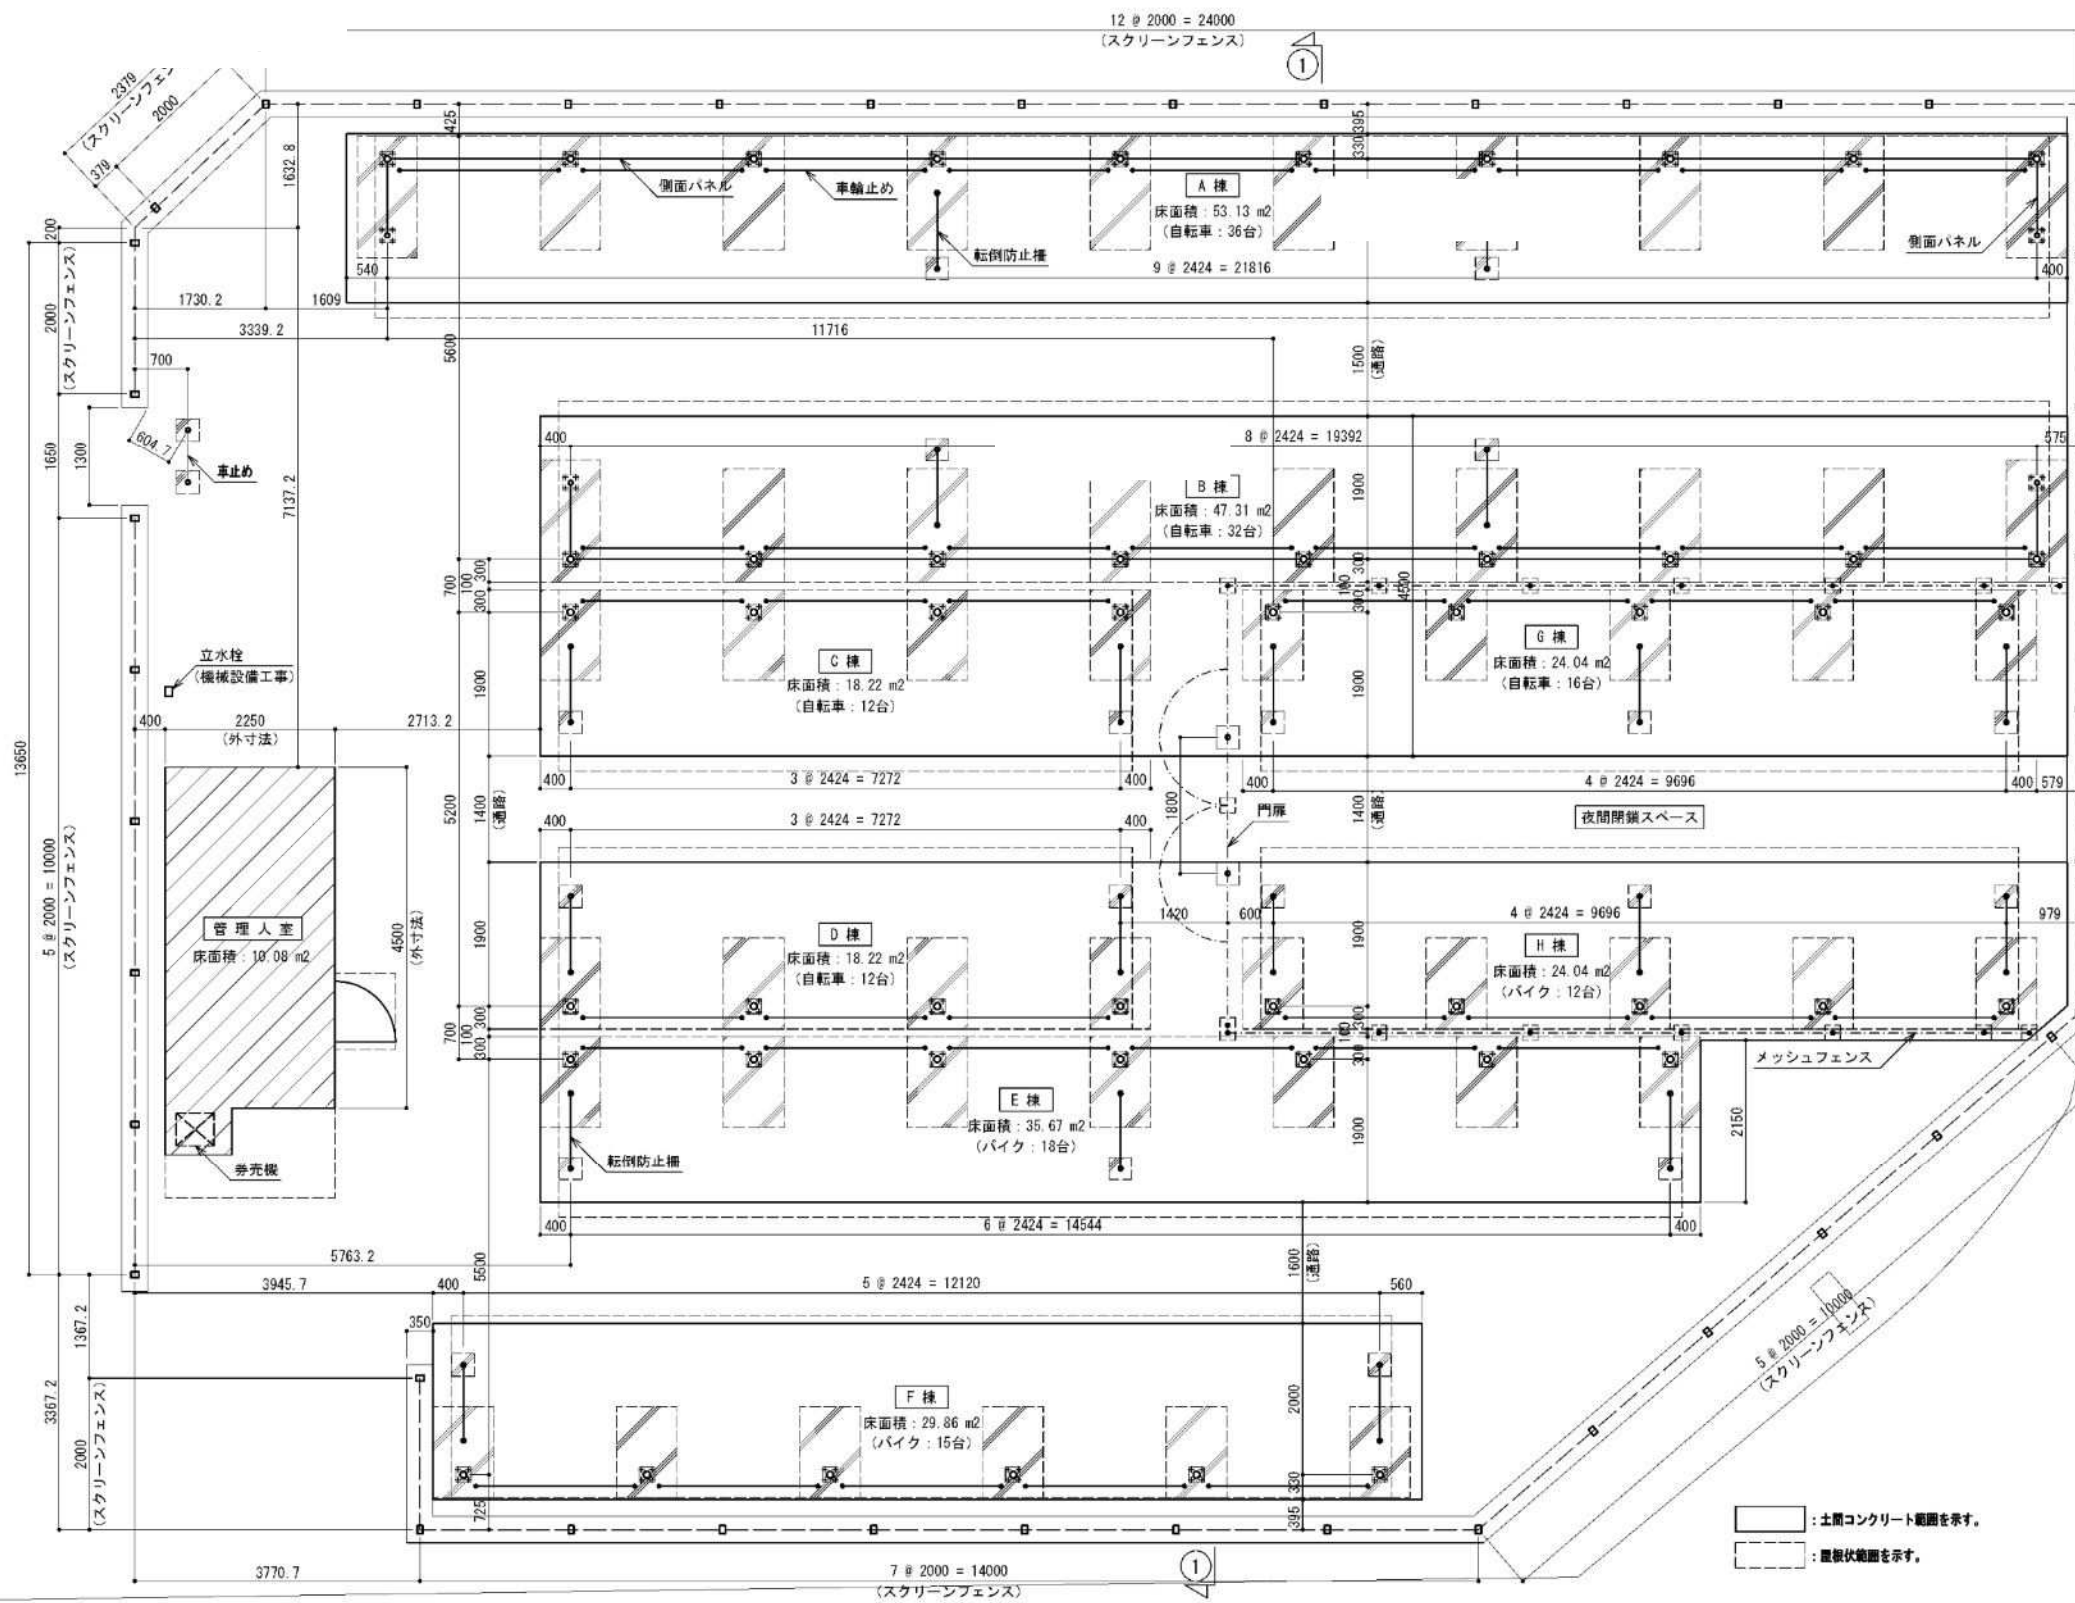 12 @ 2000 = 24000
(スクリーンフェンス)
1
2379
(スクリーンフェ
2000
379
425
1632.8
330
395
側面パネル
車輪止め
A 棟
床面積：53.13 m2
(自転車：36台)
転倒防止柵
側面パネル
540
9 @ 2424 = 21816
400
200
2000
(スクリーンフェンス)
1730.2
1609
3339.2
11716
700
5600
1500
(通路)
1650
1300
604.7
車止め
7137.2
400
8 @ 2424 = 19392
575
1900
B 棟
床面積：47.31 m2
(自転車：32台)
700
100
300
300
300
100
300
4500
立水栓
(機械設備工事)
C 棟
床面積：18.22 m2
(自転車：12台)
G 棟
床面積：24.04 m2
(自転車：16台)
1900
1900
400
2250
(外寸法)
2713.2
13650
400
3 @ 2424 = 7272
400
400
4 @ 2424 = 9696
400
579
5200
1400
(通路)
1800
門扉
1400
(通路)
夜間閉鎖スペース
400
3 @ 2424 = 7272
400
5 @ 2000 = 10000
(スクリーンフェンス)
管 理 人 室
床面積：10.08 m2
4500
(外寸法)
1900
D 棟
床面積：18.22 m2
(自転車：12台)
1420
600
1900
4 @ 2424 = 9696
979
H 棟
床面積：24.04 m2
(バイク：12台)
700
100
300
300
300
100
300
メッシュフェンス
E 棟
床面積：35.67 m2
(バイク：18台)
1900
2150
転倒防止柵
券売機
400
6 @ 2424 = 14544
400
5763.2
5500
1600
(通路)
3945.7
400
5 @ 2424 = 12120
560
1367.2
350
3367.2
2000
(スクリーンフェンス)
F 棟
床面積：29.86 m2
(バイク：15台)
2000
330
395
725
5 @ 2000 = 10000
(スクリーンフェンス)
3770.7
7 @ 2000 = 14000
(スクリーンフェンス)
1
：土間コンクリート範囲を示す。
：屋根伏範囲を示す。